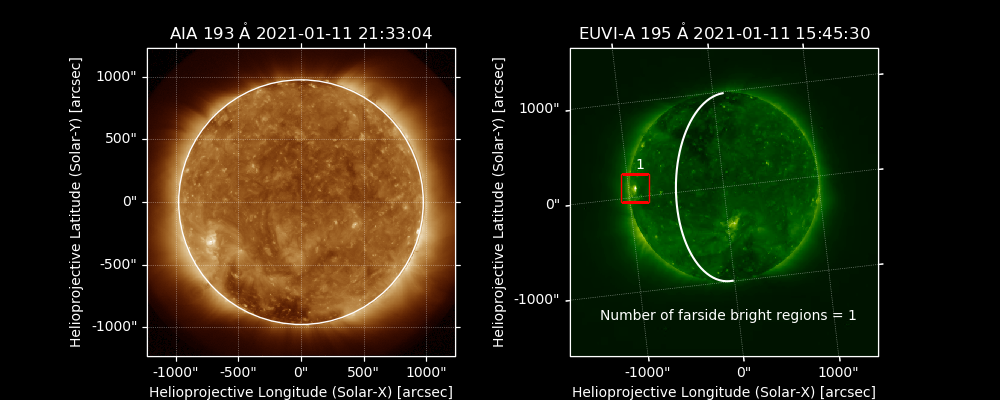 AIA 193 Å 2021-01-11 21:33:04
Helioprojective Latitude (Solar-Y) [arcsec]
1000"
500"
0"
-500"
-1000"
-1000"
-500"
0"
500"
1000"
Helioprojective Longitude (Solar-X) [arcsec]
EUVI-A 195 Å 2021-01-11 15:45:30
Helioprojective Latitude (Solar-Y) [arcsec]
1000"
0"
-1000"
1
Number of farside bright regions = 1
-1000"
0"
1000"
Helioprojective Longitude (Solar-X) [arcsec]